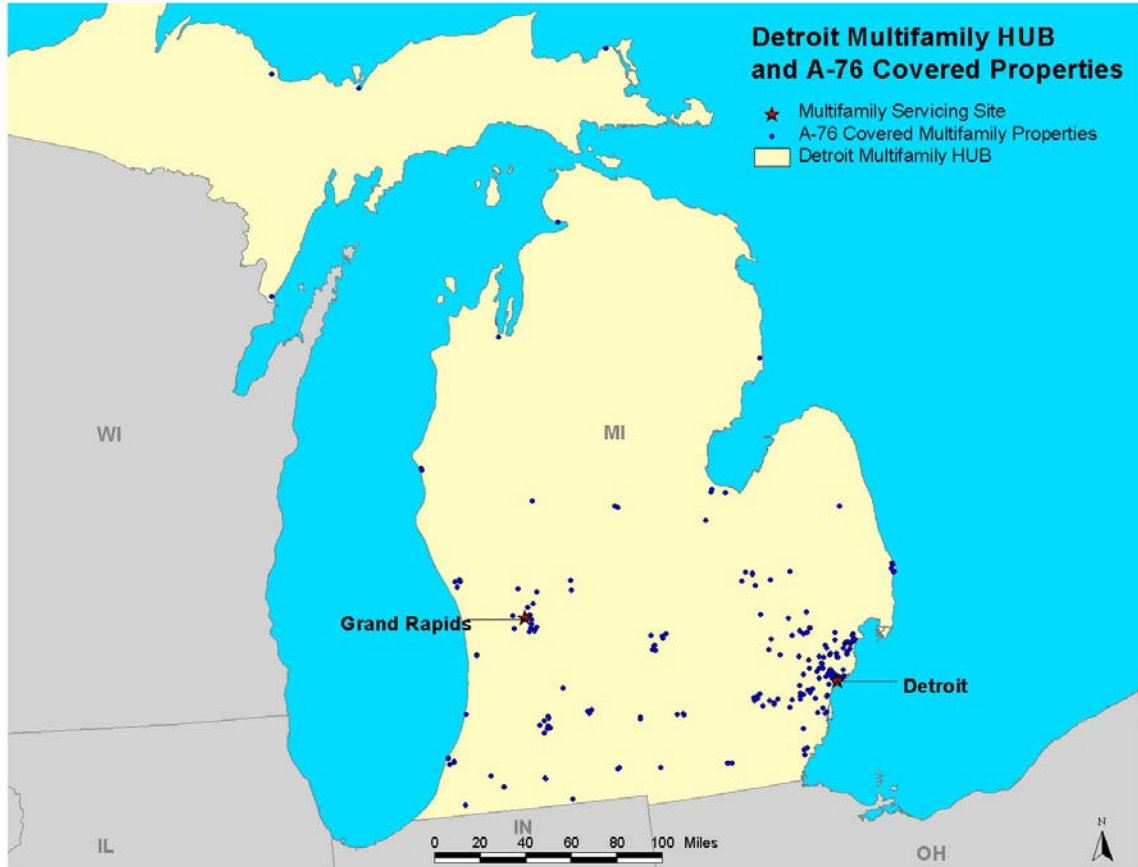 Detroit Multifamily HUB
and A-76 Covered Properties
Multifamily Servicing Site
A-76 Covered Multifamily Properties
Detroit Multifamily HUB
WI
MI
Grand Rapids
Detroit
IL
IN
OH
0 20 40 60 80 100 Miles
N